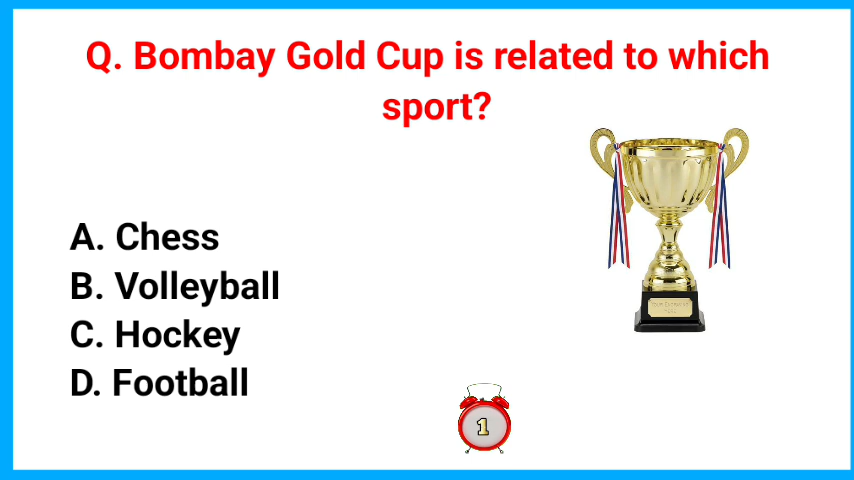 Q. Bombay Gold Cup is related to which
sport?
A. Chess
B. Volleyball
C. Hockey
D. Football
1